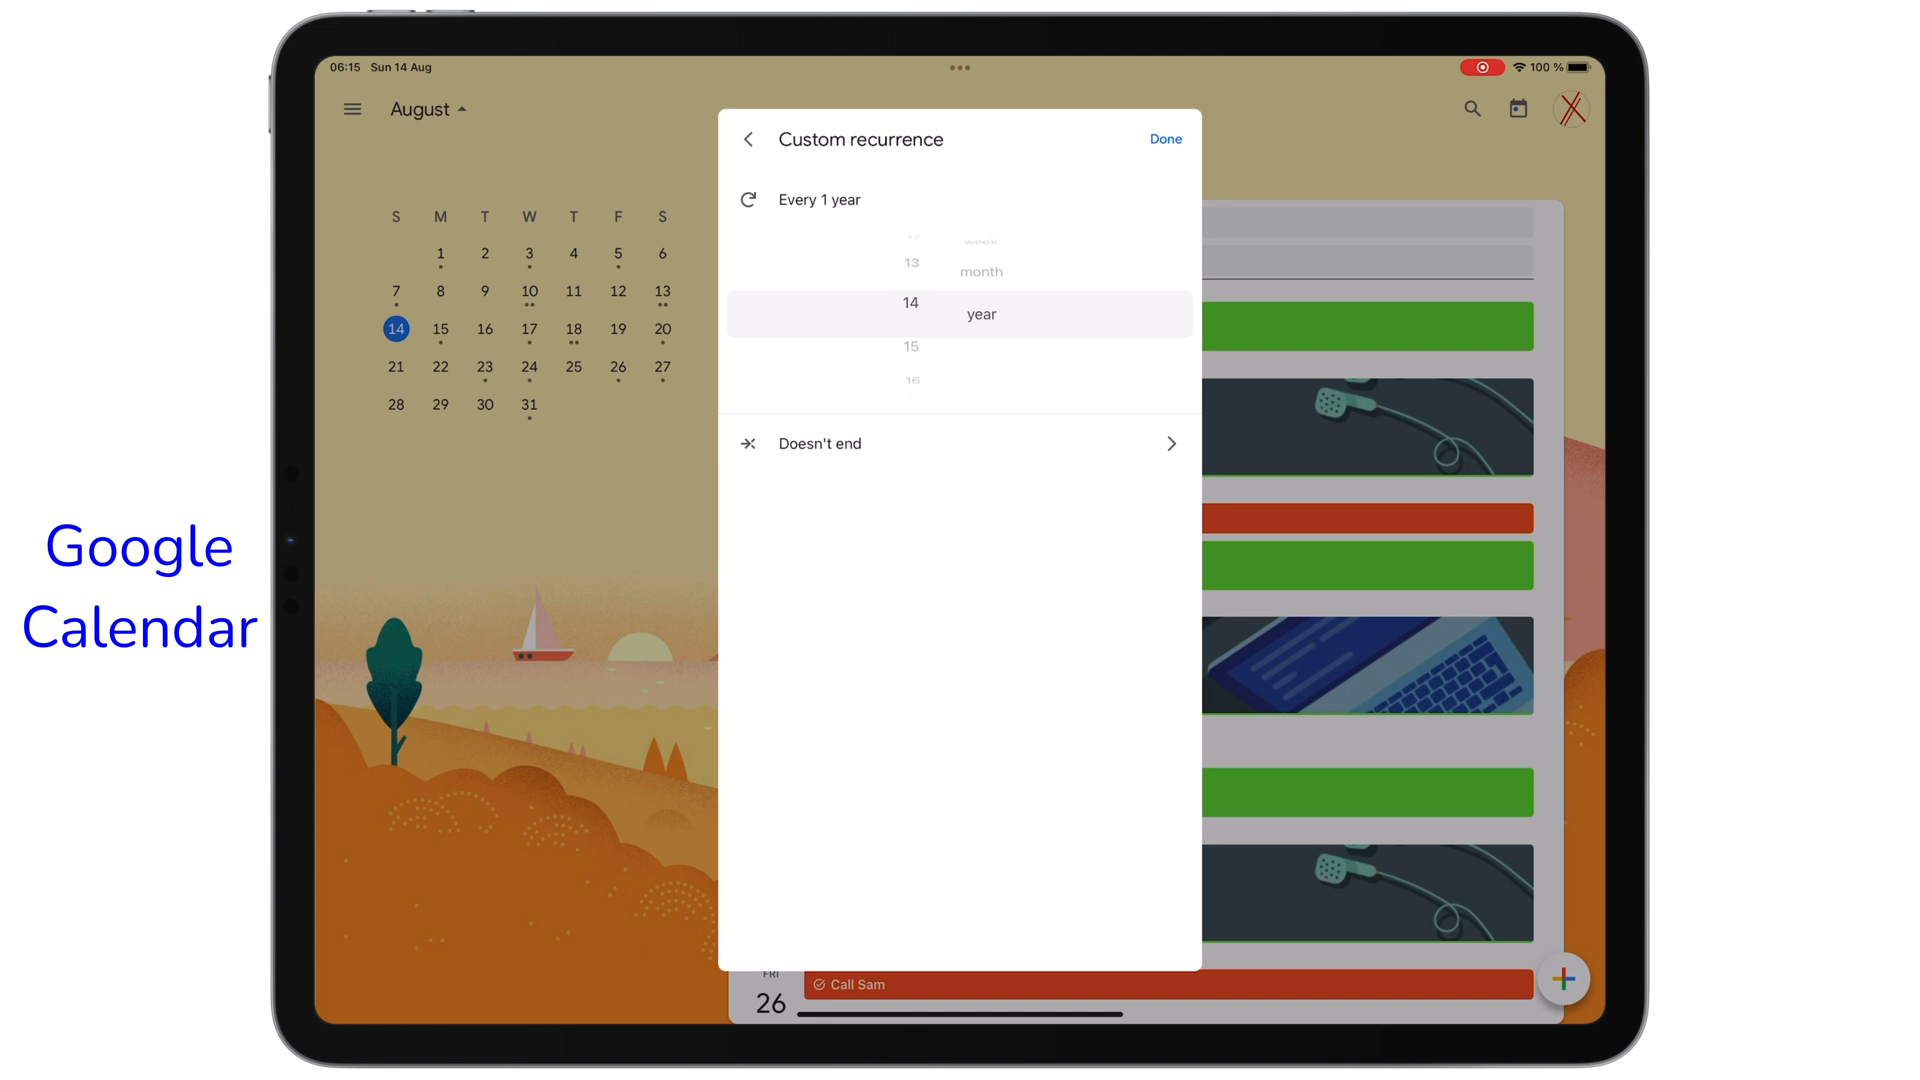 06:15 Sun 14 Aug
100 %
August
Custom recurrence
Done
Every 1 year
S M T W T F S
1 2 3 4 5 6
7 8 9 10 11 12 13
14 15 16 17 18 19 20
21 22 23 24 25 26 27
28 29 30 31
12 week
13 month
14 year
15
16
Doesn't end
Google
Calendar
FRI
26
Call Sam